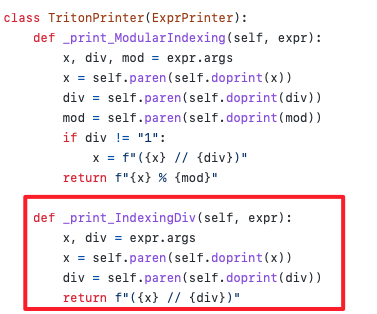 class TritonPrinter(ExprPrinter):
    def _print_ModularIndexing(self, expr):
        x, div, mod = expr.args
        x = self.paren(self.doprint(x))
        div = self.paren(self.doprint(div))
        mod = self.paren(self.doprint(mod))
        if div != "1":
            x = f"({x} // {div})"
        return f"{x} % {mod}"
    def _print_IndexingDiv(self, expr):
        x, div = expr.args
        x = self.paren(self.doprint(x))
        div = self.paren(self.doprint(div))
        return f"({x} // {div})"